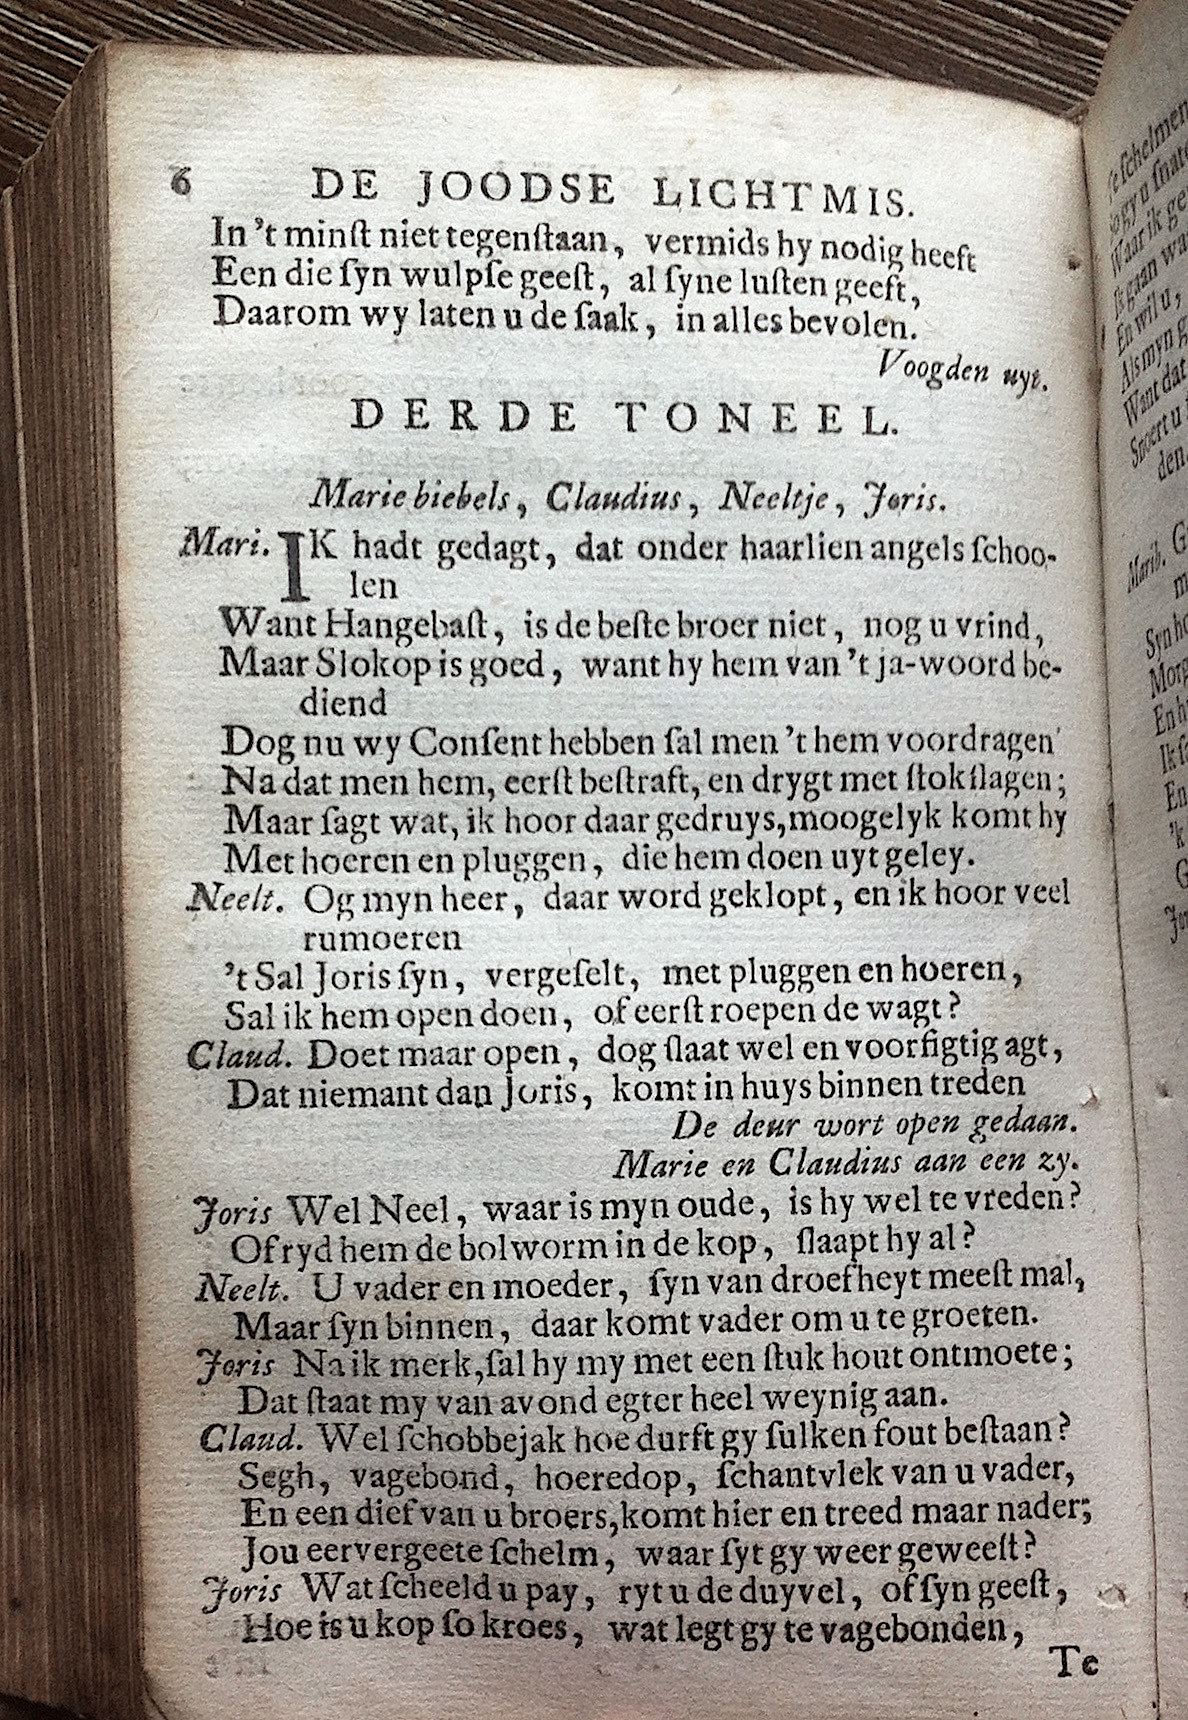 6 DE JOODSE LICHTMIS.
In 't minſt niet tegenſtaan, vermids hy nodig heeft
Een die ſyn wulpſe geeſt, al ſyne luſten geeft,
Daarom wy laten u de ſaak, in alles bevolen.
Voogden uyt.
DERDE TONEEL.
Marie biebels, Claudius, Neeltje, Joris.
Mari. IK hadt gedagt, dat onder haarlien angels ſchoo-
len
Want Hangebaſt, is de beſte broer niet, nog u vrind,
Maar Slokop is goed, want hy hem van 't ja-woord be-
diend
Dog nu wy Conſent hebben ſal men 't hem voordragen
Na dat men hem, eerſt beſtraft, en drygt met ſtokſlagen;
Maar ſagt wat, ik hoor daar gedruys, moogelyk komt hy
Met hoeren en pluggen, die hem doen uytgeley.
Neelt. Og myn heer, daar word geklopt, en ik hoor veel
rumoeren
't Sal Joris ſyn, vergeſelt, met pluggen en hoeren,
Sal ik hem open doen, of eerſt roepen de wagt?
Claud. Doet maar open, dog ſlaat wel en voorſigtig agt,
Dat niemant dan Joris, komt in huys binnen treden
De deur wort open gedaan.
Marie en Claudius aan een zy.
Joris Wel Neel, waar is myn oude, is hy wel te vreden?
Of ryd hem de bolworm in de kop, ſlaapt hy al?
Neelt. U vader en moeder, ſyn van droefheyt meeſt mal,
Maar ſyn binnen, daar komt vader om u te groeten.
Joris Na ik merk, ſal hy my met een ſtuk hout ontmoete;
Dat ſtaat my van avond egter heel weynig aan.
Claud. Wel ſchobbejak hoe durft gy ſulken fout beſtaan?
Segh, vagebond, hoeredop, ſchantvlek van u vader,
En een dief van u broers, komt hier en treed maar nader;
Jou eervergeete ſchelm, waar ſyt gy weer geweeſt?
Joris Wat ſcheeld u pay, ryt u de duyvel, of ſyn geeſt,
Hoe is u kop ſo kroes, wat legt gy te vagebonden,
Te